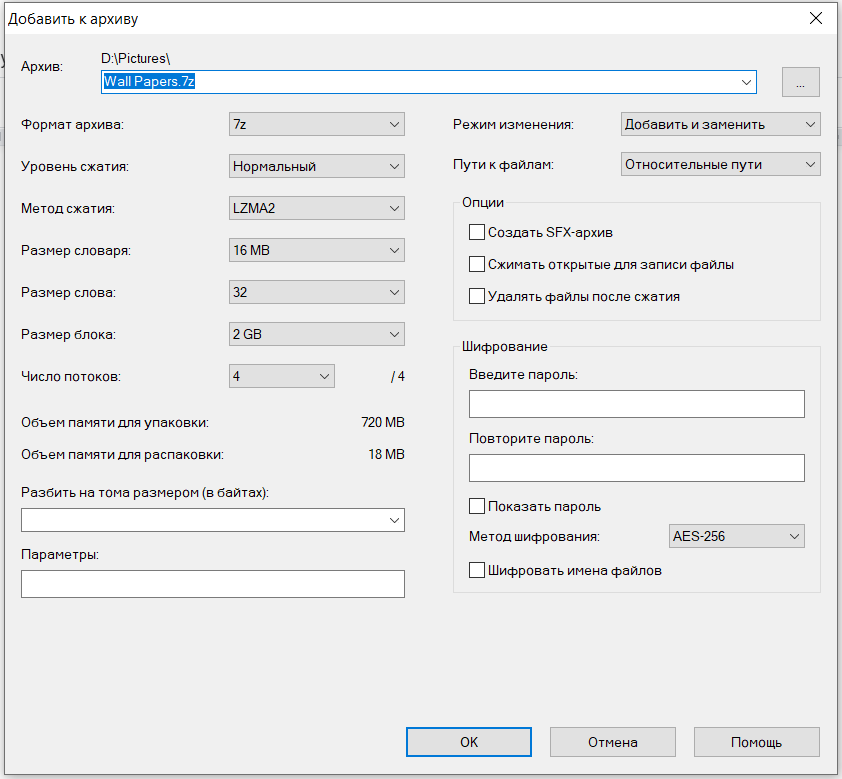 Добавить к архиву
Архив:
D:\Pictures\
Wall Papers.7z
...
Формат архива:
7z
Уровень сжатия:
Нормальный
Метод сжатия:
LZMA2
Размер словаря:
16 MB
Размер слова:
32
Размер блока:
2 GB
Число потоков:
4
/ 4
Объем памяти для упаковки:
720 MB
Объем памяти для распаковки:
18 MB
Разбить на тома размером (в байтах):
Параметры:
Режим изменения:
Добавить и заменить
Пути к файлам:
Относительные пути
Опции
Создать SFX-архив
Сжимать открытые для записи файлы
Удалять файлы после сжатия
Шифрование
Введите пароль:
Повторите пароль:
Показать пароль
Метод шифрования:
AES-256
Шифровать имена файлов
OK
Отмена
Помощь